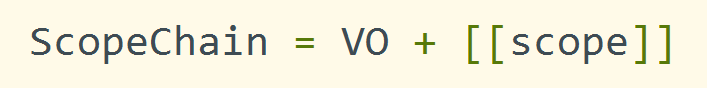 ScopeChain = VO + [[scope]]